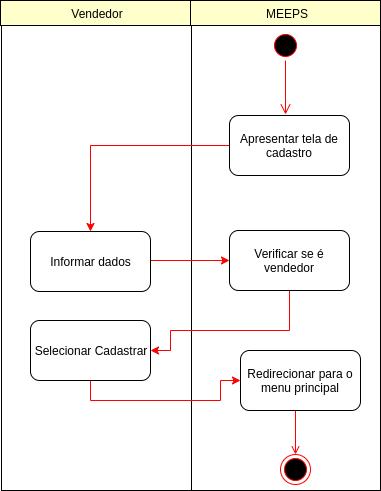 Vendedor
MEEPS
Apresentar tela de
cadastro
Informar dados
Verificar se é
vendedor
Selecionar Cadastrar
Redirecionar para o
menu principal